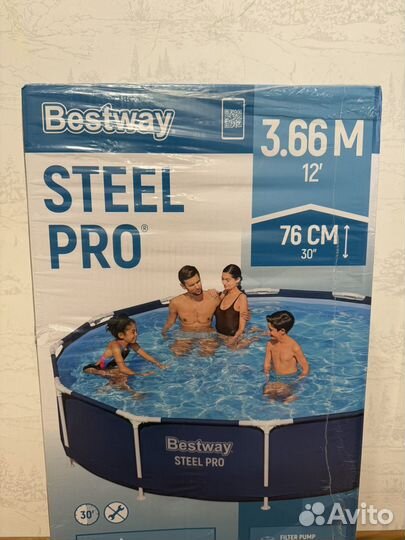 Bestway
3.66 M
12'
STEEL
PRO®
76 CM
30"
Bestway
STEEL PRO
30'
FILTER PUMP
Avito